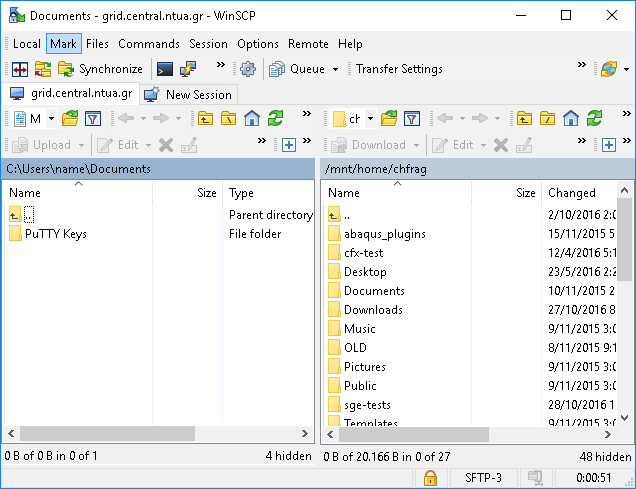 Documents - grid.central.ntua.gr - WinSCP
Local Mark Files Commands Session Options Remote Help
Synchronize Queue Transfer Settings
grid.central.ntua.gr New Session
M ch
Upload Edit Download Edit
C:\Users\name\Documents /mnt/home/chfrag
Name Size Type Name Size Changed
.. Parent directory .. 2/10/2016 2:0
PuTTY Keys File folder abaqus_plugins 15/11/2015 5
cfx-test 12/4/2016 5:1
Desktop 23/5/2016 2:2
Documents 10/11/2015 2
Downloads 27/10/2016 8
Music 9/11/2015 3:0
OLD 8/11/2015 9:1
Pictures 9/11/2015 3:0
Public 9/11/2015 3:0
sge-tests 28/10/2016 1
Templates 9/11/2015 3:0
0 B of 0 B in 0 of 1 4 hidden 0 B of 20.166 B in 0 of 27 48 hidden
SFTP-3 0:00:51